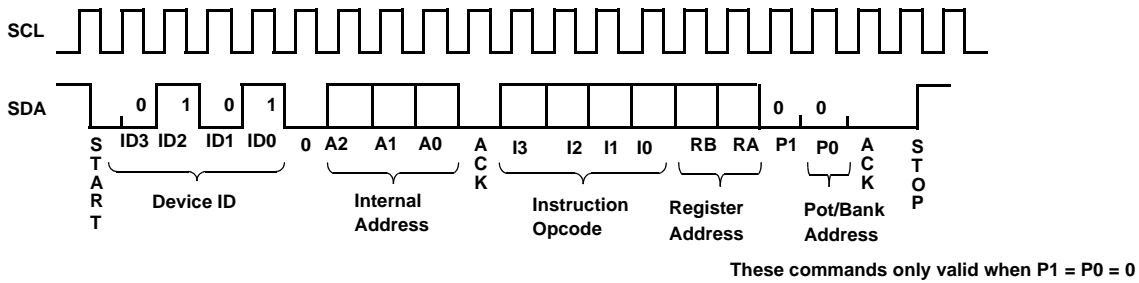 SCL
SDA
0 1 0 1 0 0
ID3 ID2 ID1 ID0 0 A2 A1 A0 I3 I2 I1 I0 RB RA P1 P0
START
ACK
ACK
STOP
Device ID
Internal
Address
Instruction
Opcode
Register
Address
Pot/Bank
Address
These commands only valid when P1 = P0 = 0